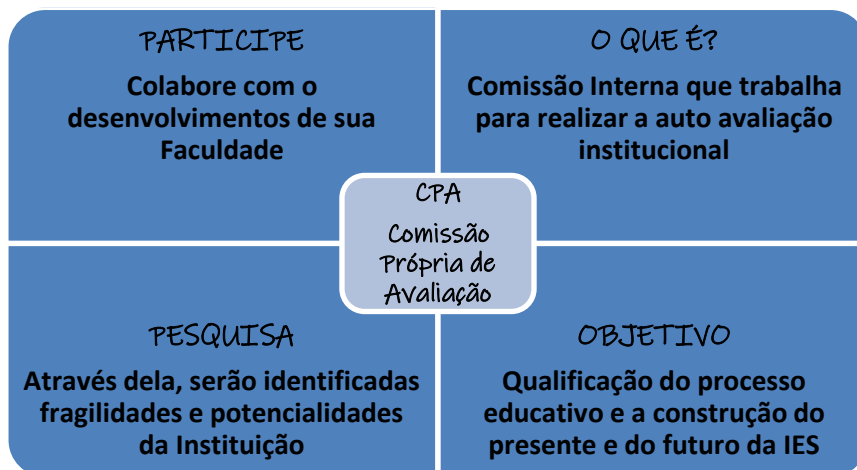 PARTICIPE
Colabore com o
desenvolvimentos de sua
Faculdade
O QUE É?
Comissão Interna que trabalha
para realizar a auto avaliação
institucional
CPA
Comissão
Própria de
Avaliação
PESQUISA
Através dela, serão identificadas
fragilidades e potencialidades
da Instituição
OBJETIVO
Qualificação do processo
educativo e a construção do
presente e do futuro da IES